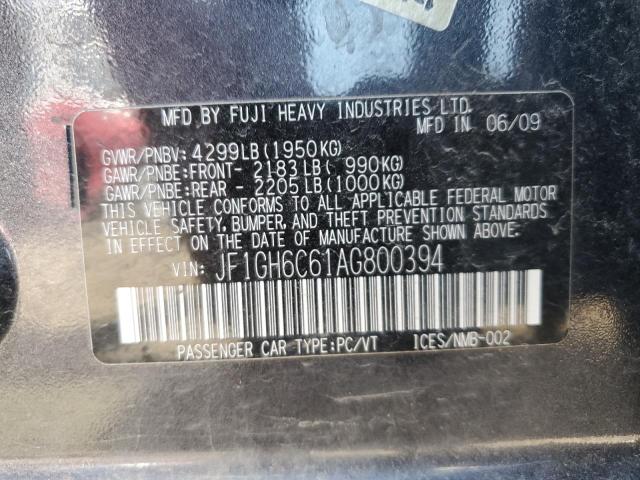 MFD BY FUJI HEAVY INDUSTRIES LTD.
MFD IN 06/09
GVWR/PNBV: 4299LB(1950KG)
GAWR/PNBE:FRONT- 2183LB( 990KG)
GAWR/PNBE:REAR - 2205LB(1000KG)
THIS VEHICLE CONFORMS TO ALL APPLICABLE FEDERAL MOTOR
VEHICLE SAFETY, BUMPER, AND THEFT PREVENTION STANDARDS
IN EFFECT ON THE DATE OF MANUFACTURE SHOWN ABOVE.
VIN: JF1GH6C61AG800394
PASSENGER CAR TYPE:PC/VT ICES/NMB-002